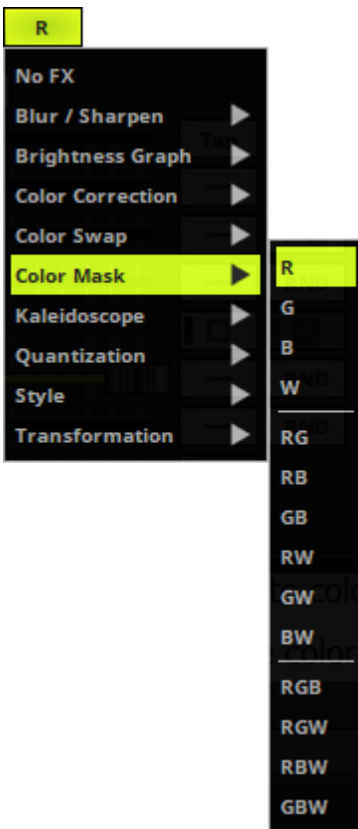 R
No FX
Blur / Sharpen
Brightness Graph
Color Correction
Color Swap
Color Mask
Kaleidoscope
Quantization
Style
Transformation
R
G
B
W
RG
RB
GB
RW
GW
BW
RGB
RGW
RBW
GBW